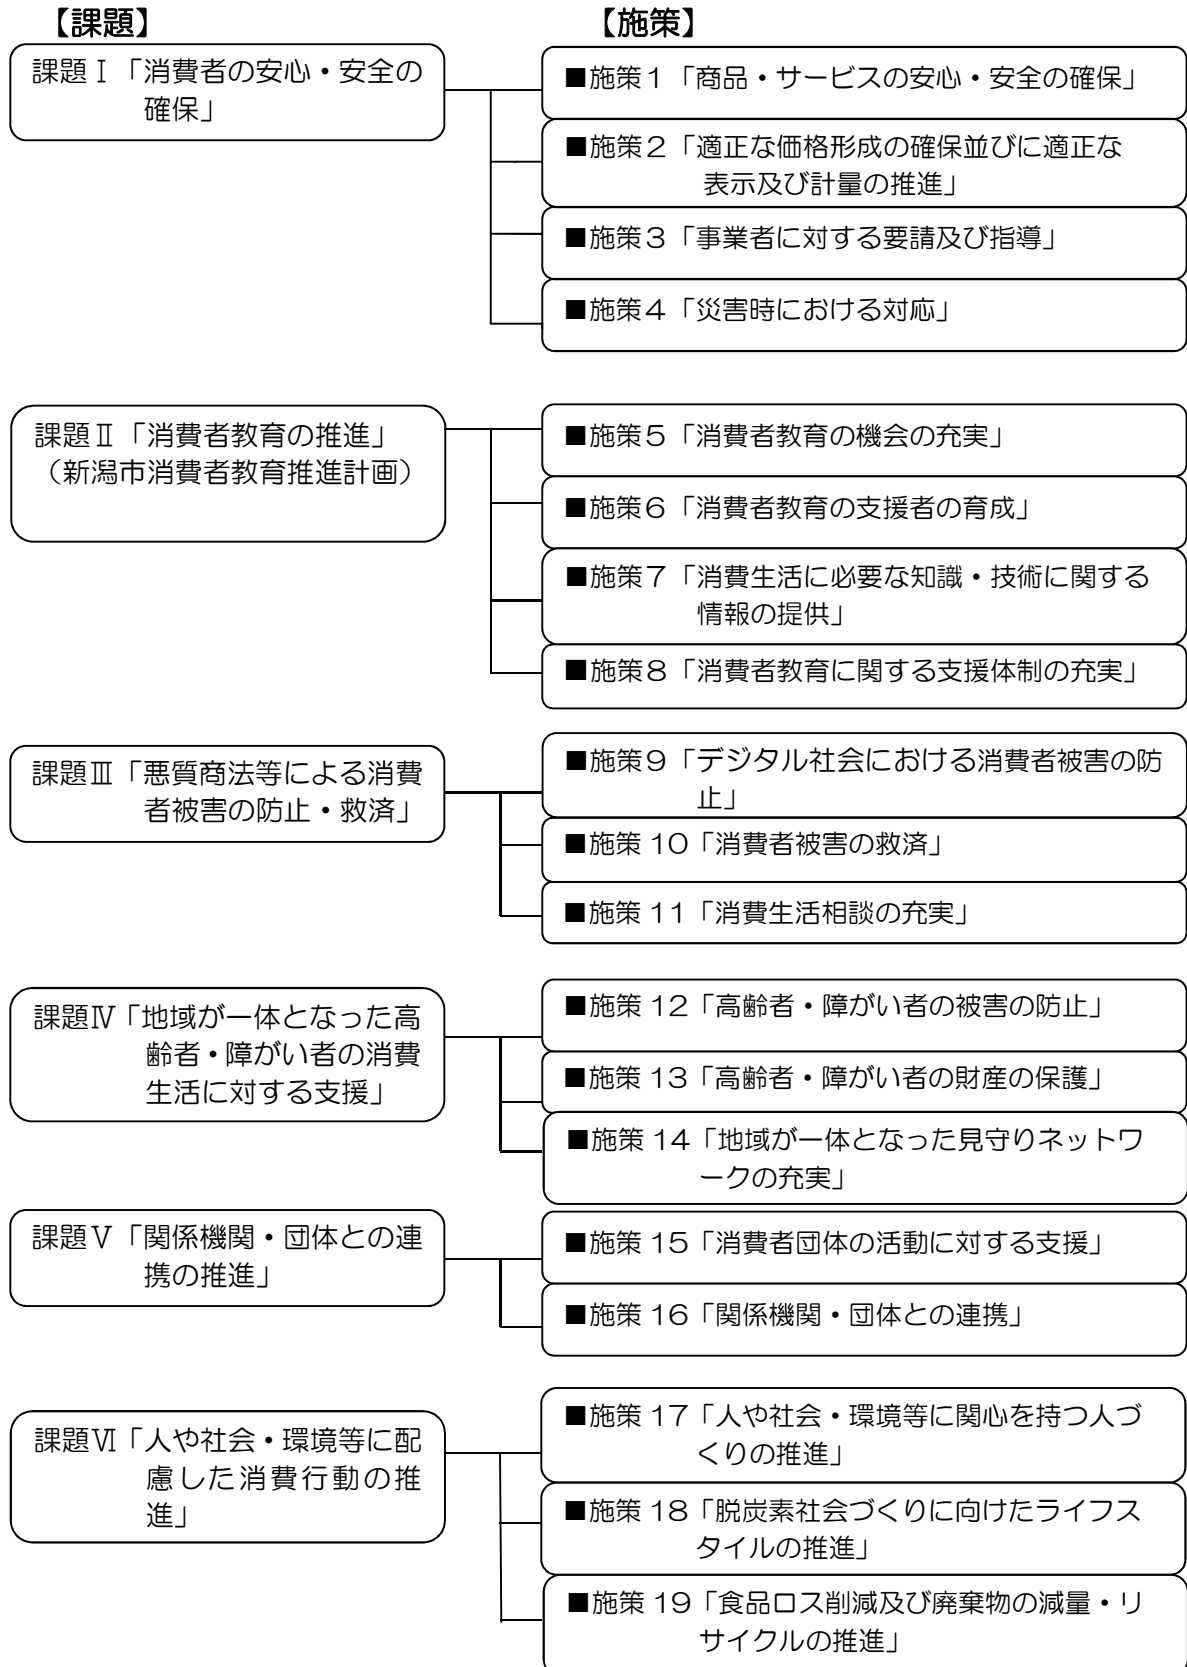 【課題】
【施策】
課題Ⅰ「消費者の安心・安全の
確保」
■施策１「商品・サービスの安心・安全の確保」
■施策２「適正な価格形成の確保並びに適正な
表示及び計量の推進」
■施策３「事業者に対する要請及び指導」
■施策４「災害時における対応」
課題Ⅱ「消費者教育の推進」
（新潟市消費者教育推進計画）
■施策５「消費者教育の機会の充実」
■施策６「消費者教育の支援者の育成」
■施策７「消費生活に必要な知識・技術に関する
情報の提供」
■施策８「消費者教育に関する支援体制の充実」
課題Ⅲ「悪質商法等による消費
者被害の防止・救済」
■施策９「デジタル社会における消費者被害の防
止」
■施策 10「消費者被害の救済」
■施策 11「消費生活相談の充実」
課題Ⅳ「地域が一体となった高
齢者・障がい者の消費
生活に対する支援」
■施策 12「高齢者・障がい者の被害の防止」
■施策 13「高齢者・障がい者の財産の保護」
■施策 14「地域が一体となった見守りネットワ
ークの充実」
課題Ⅴ「関係機関・団体との連
携の推進」
■施策 15「消費者団体の活動に対する支援」
■施策 16「関係機関・団体との連携」
課題Ⅵ「人や社会・環境等に配
慮した消費行動の推
進」
■施策 17「人や社会・環境等に関心を持つ人づ
くりの推進」
■施策 18「脱炭素社会づくりに向けたライフス
タイルの推進」
■施策 19「食品ロス削減及び廃棄物の減量・リ
サイクルの推進」